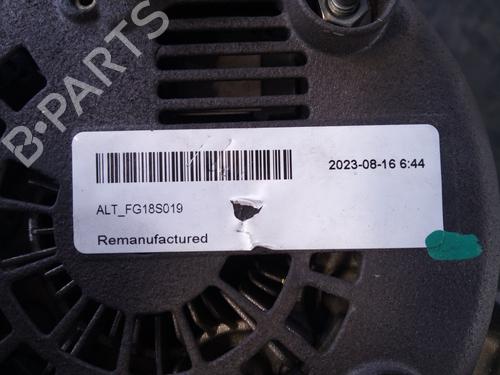 B-PARTS
2023-08-16 6:44
ALT_FG18S019
Remanufactured